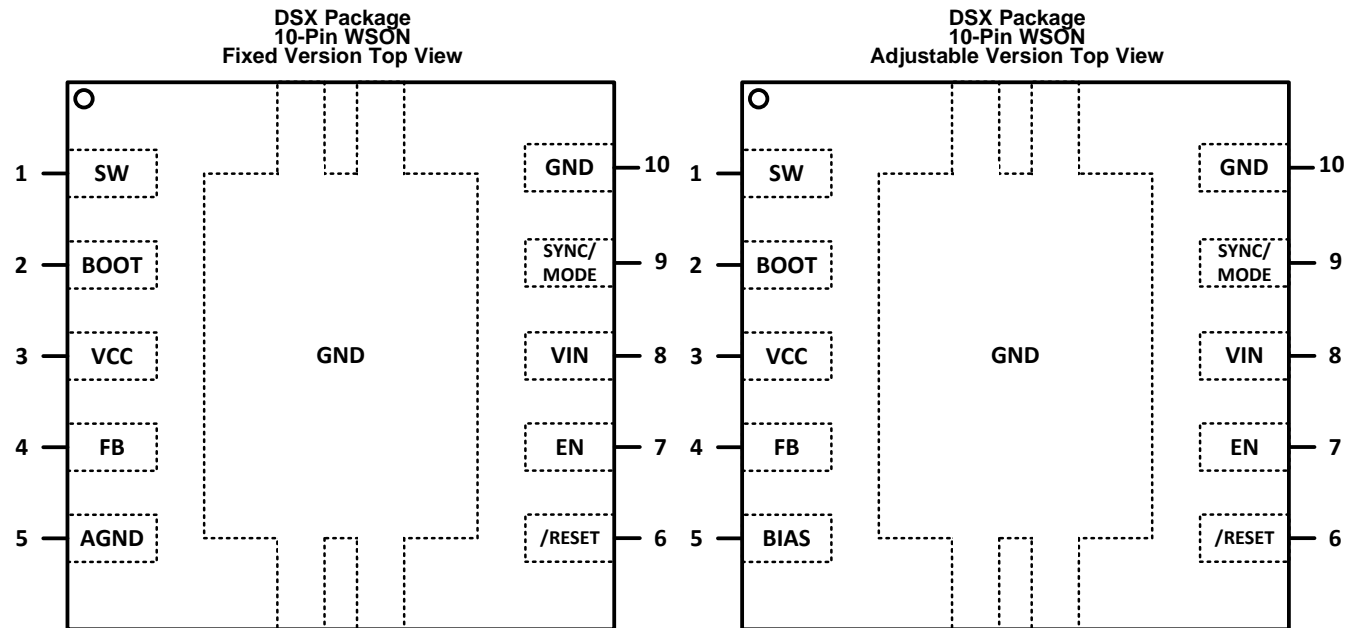 DSX Package
10-Pin WSON
Fixed Version Top View
1
SW
2
BOOT
3
VCC
4
FB
5
AGND
GND
GND
10
SYNC/
MODE
9
VIN
8
EN
7
/RESET
6
DSX Package
10-Pin WSON
Adjustable Version Top View
1
SW
2
BOOT
3
VCC
4
FB
5
BIAS
GND
GND
10
SYNC/
MODE
9
VIN
8
EN
7
/RESET
6